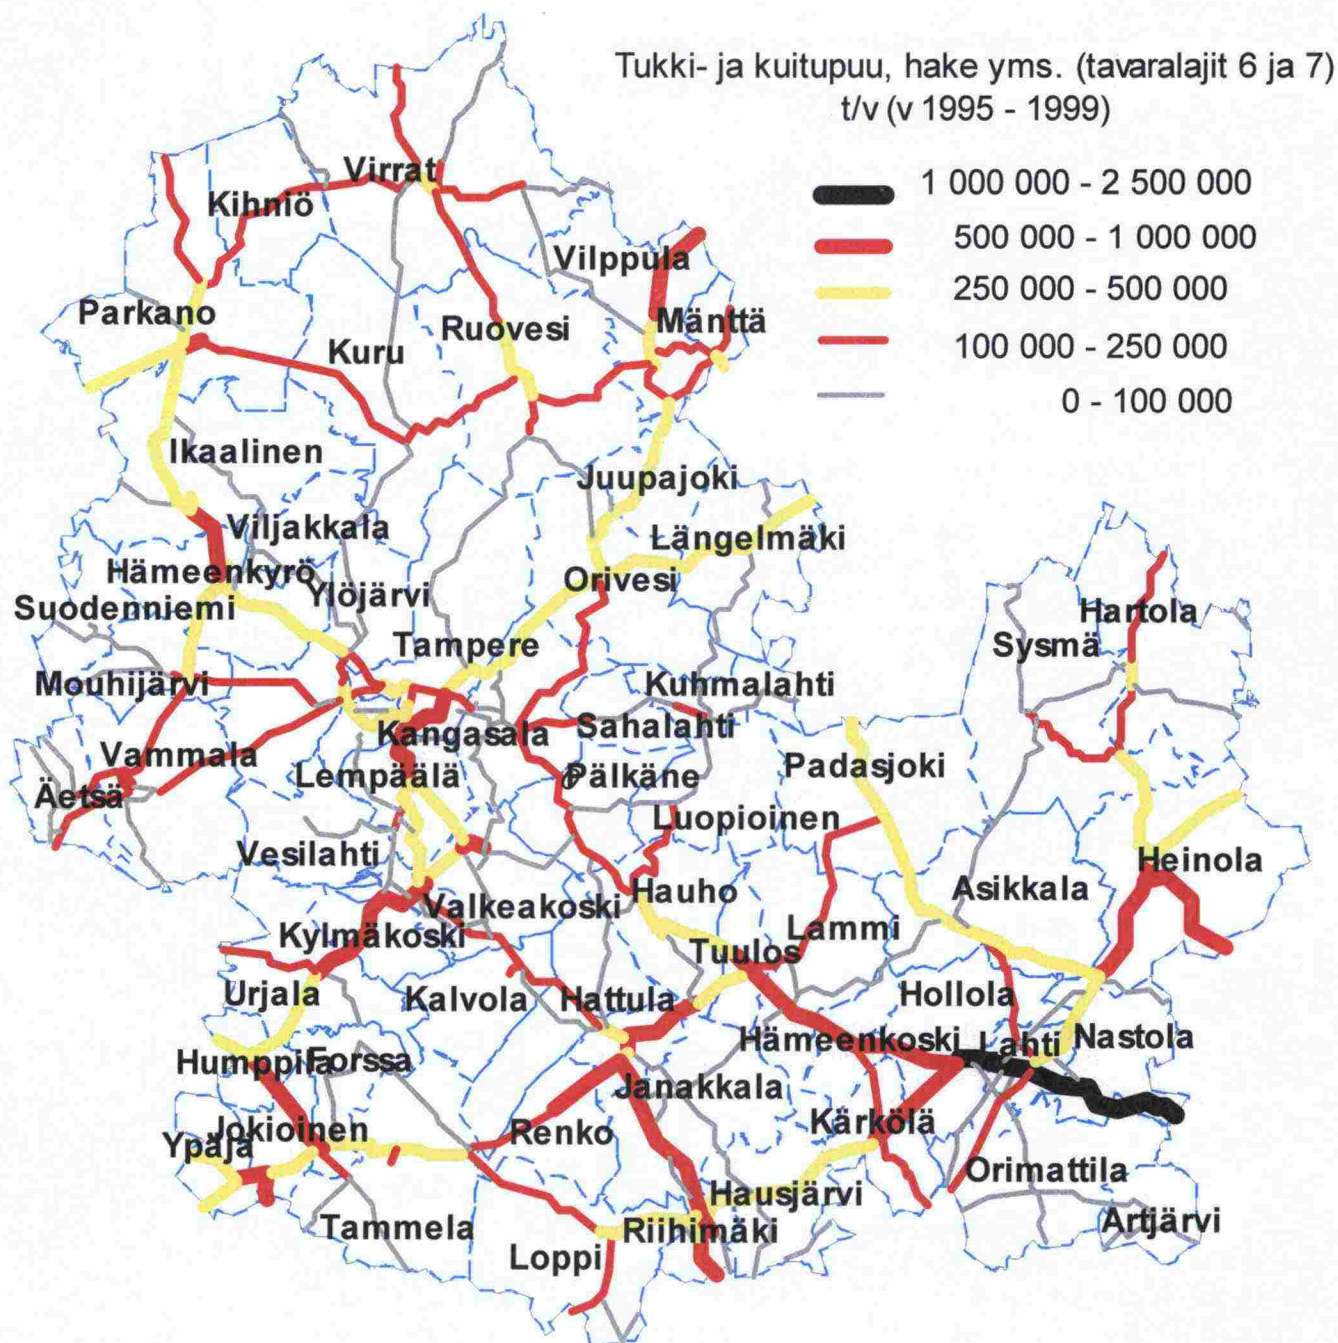 Tukki- ja kuitupuu, hake yms. (tavaralajit 6 ja 7)
t/v (v 1995 - 1999)
1 000 000 - 2 500 000
500 000 - 1 000 000
250 000 - 500 000
100 000 - 250 000
0 - 100 000
Virrat
Kihniö
Vilppula
Parkano
Ruovesi
Mänttä
Kuru
Ikaalinen
Juupajoki
Viljakkala
Längelmäki
Hämeenkyrö
Orivesi
Ylöjärvi
Suodenniemi
Hartola
Tampere
Sysmä
Mouhijärvi
Kuhmalahti
Kangasala
Sahalahti
Vammala
Lempäälä
Pälkäne
Padasjoki
Äetsä
Luopioinen
Vesilahti
Heinola
Asikkala
Hauho
Valkeakoski
Lammi
Kylmäkoski
Tuulos
Urjala
Kalvola
Hattula
Hollola
Hämeenkoski
Lahti
Nastola
Humppila
Forssa
Janakkala
Kärkölä
Jokioinen
Renko
Ypäjä
Orimattila
Hausjärvi
Artjärvi
Tammela
Riihimäki
Loppi